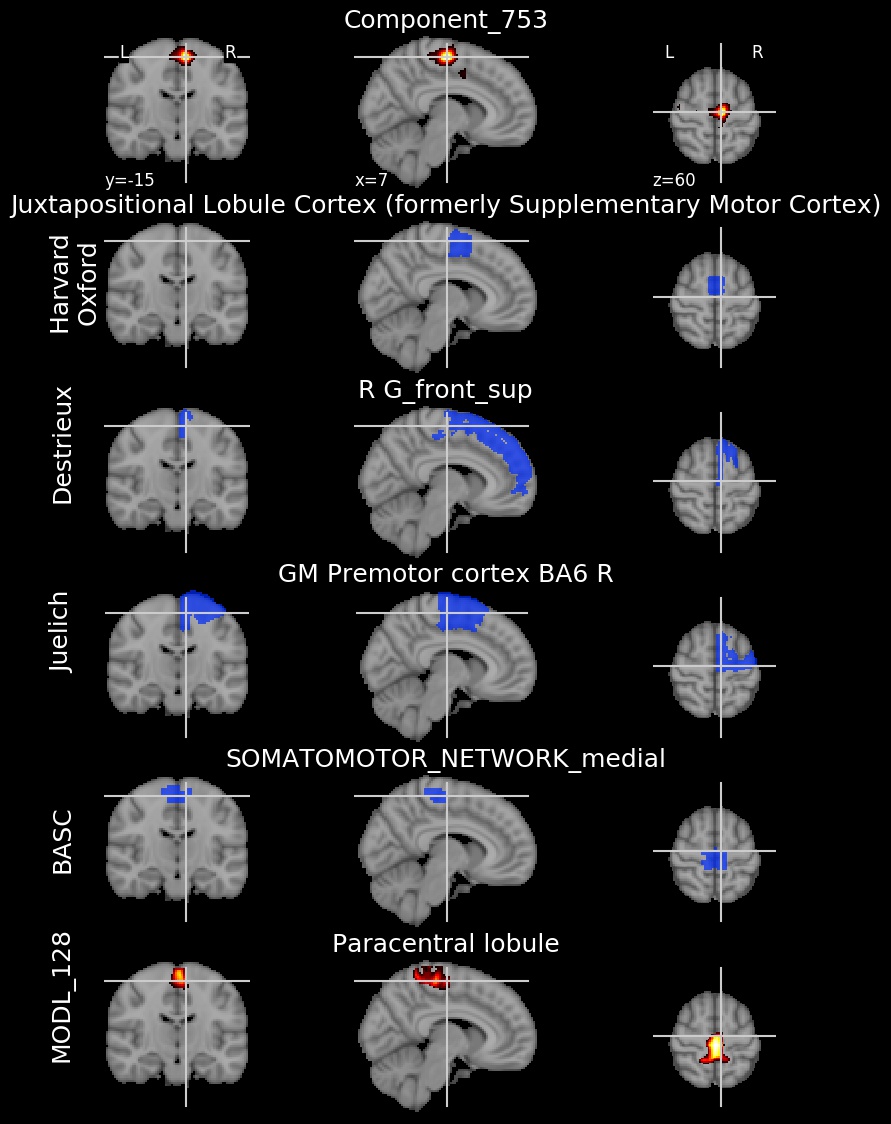 Component_753
L R
L R
y=-15
x=7
z=60
Juxtapositional Lobule Cortex (formerly Supplementary Motor Cortex)
Harvard
Oxford
R G_front_sup
Destrieux
GM Premotor cortex BA6 R
Juelich
SOMATOMOTOR_NETWORK_medial
BASC
Paracentral lobule
MODL_128